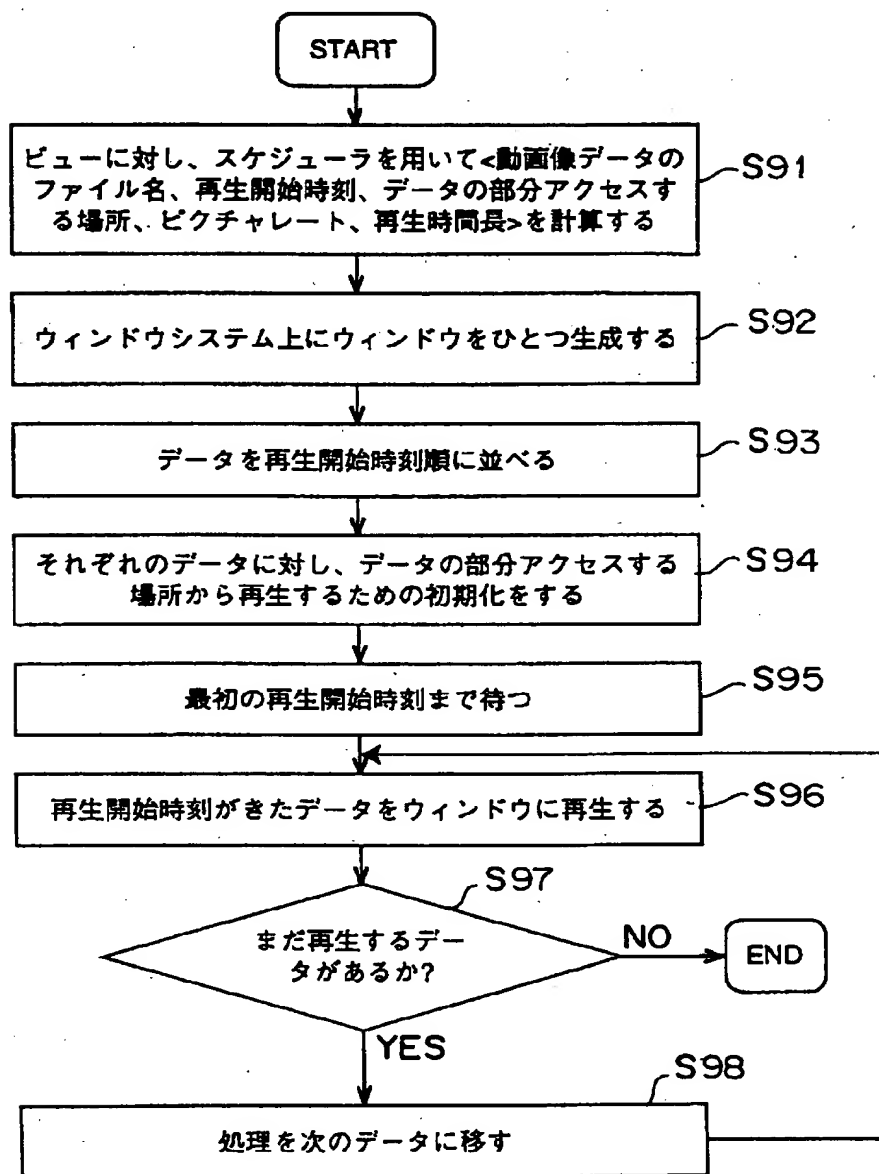 START
ビューに対し、スケジューラを用いて<動画像データの
ファイル名、再生開始時刻、データの部分アクセスす
る場所、ピクチャレート、再生時間長>を計算する
S91
ウィンドウシステム上にウィンドウをひとつ生成する
S92
データを再生開始時刻順に並べる
S93
それぞれのデータに対し、データの部分アクセスする
場所から再生するための初期化をする
S94
最初の再生開始時刻まで待つ
S95
再生開始時刻がきたデータをウィンドウに再生する
S96
S97
まだ再生するデー
タがあるか?
NO
END
YES
S98
処理を次のデータに移す